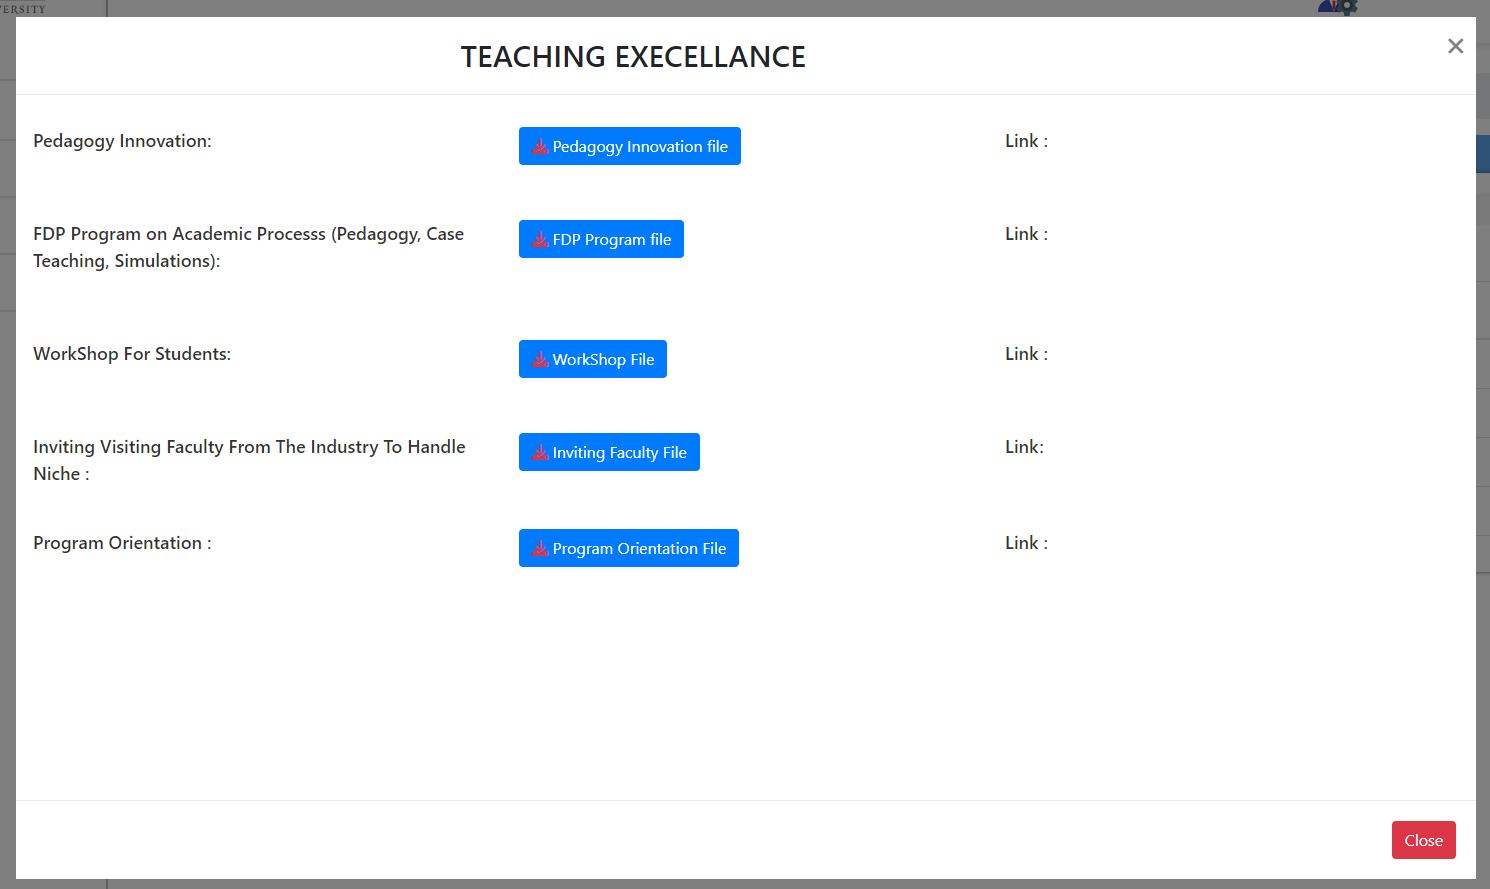 VERSITY
TEACHING EXECELLANCE
×
Pedagogy Innovation:
Pedagogy Innovation file
Link :
FDP Program on Academic Processs (Pedagogy, Case
Teaching, Simulations):
FDP Program file
Link :
WorkShop For Students:
WorkShop File
Link :
Inviting Visiting Faculty From The Industry To Handle
Niche :
Inviting Faculty File
Link:
Program Orientation :
Program Orientation File
Link :
Close